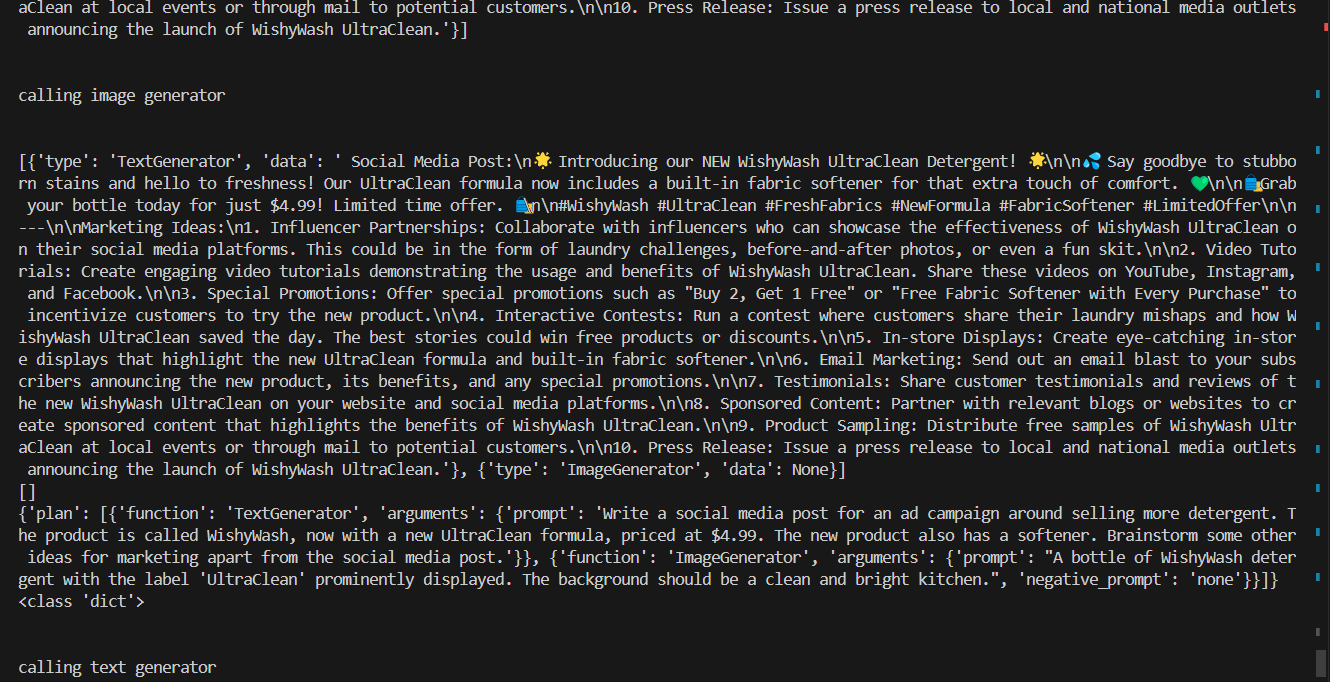 aClean at local events or through mail to potential customers.\n\n10. Press Release: Issue a press release to local and national media outlets
announcing the launch of WishyWash UltraClean.'}]
calling image generator
[{'type': 'TextGenerator', 'data': ' Social Media Post:\n🌟 Introducing our NEW WishyWash UltraClean Detergent! 🌟\n\n💦 Say goodbye to stubbo
rn stains and hello to freshness! Our UltraClean formula now includes a built-in fabric softener for that extra touch of comfort. 💚\n\n🛍️Grab
your bottle today for just $4.99! Limited time offer. 🛍️\n\n#WishyWash #UltraClean #FreshFabrics #NewFormula #FabricSoftener #LimitedOffer\n\n
---\n\nMarketing Ideas:\n1. Influencer Partnerships: Collaborate with influencers who can showcase the effectiveness of WishyWash UltraClean o
n their social media platforms. This could be in the form of laundry challenges, before-and-after photos, or even a fun skit.\n\n2. Video Tuto
rials: Create engaging video tutorials demonstrating the usage and benefits of WishyWash UltraClean. Share these videos on YouTube, Instagram,
and Facebook.\n\n3. Special Promotions: Offer special promotions such as "Buy 2, Get 1 Free" or "Free Fabric Softener with Every Purchase" to
incentivize customers to try the new product.\n\n4. Interactive Contests: Run a contest where customers share their laundry mishaps and how W
ishyWash UltraClean saved the day. The best stories could win free products or discounts.\n\n5. In-store Displays: Create eye-catching in-stor
e displays that highlight the new UltraClean formula and built-in fabric softener.\n\n6. Email Marketing: Send out an email blast to your subs
cribers announcing the new product, its benefits, and any special promotions.\n\n7. Testimonials: Share customer testimonials and reviews of t
he new WishyWash UltraClean on your website and social media platforms.\n\n8. Sponsored Content: Partner with relevant blogs or websites to cr
eate sponsored content that highlights the benefits of WishyWash UltraClean.\n\n9. Product Sampling: Distribute free samples of WishyWash Ultr
aClean at local events or through mail to potential customers.\n\n10. Press Release: Issue a press release to local and national media outlets
announcing the launch of WishyWash UltraClean.'}, {'type': 'ImageGenerator', 'data': None}]
[]
{'plan': [{'function': 'TextGenerator', 'arguments': {'prompt': 'Write a social media post for an ad campaign around selling more detergent. T
he product is called WishyWash, now with a new UltraClean formula, priced at $4.99. The new product also has a softener. Brainstorm some other
ideas for marketing apart from the social media post.'}}, {'function': 'ImageGenerator', 'arguments': {'prompt': "A bottle of WishyWash deter
gent with the label 'UltraClean' prominently displayed. The background should be a clean and bright kitchen.", 'negative_prompt': 'none'}}]}
<class 'dict'>
calling text generator